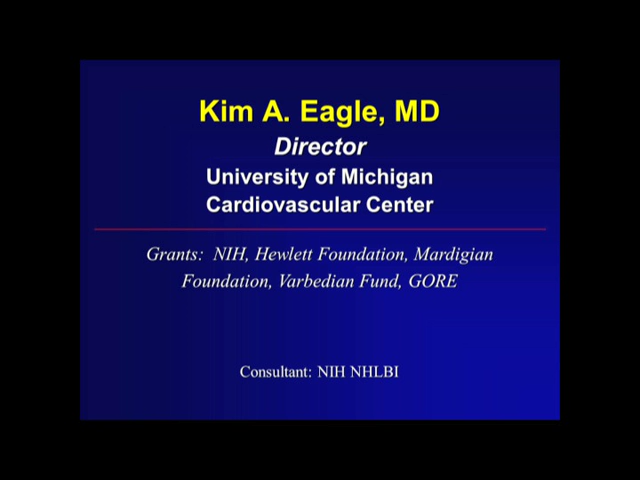 Kim A. Eagle, MD
Director
University of Michigan
Cardiovascular Center
Grants: NIH, Hewlett Foundation, Mardigian
Foundation, Varbedian Fund, GORE
Consultant: NIH NHLBI